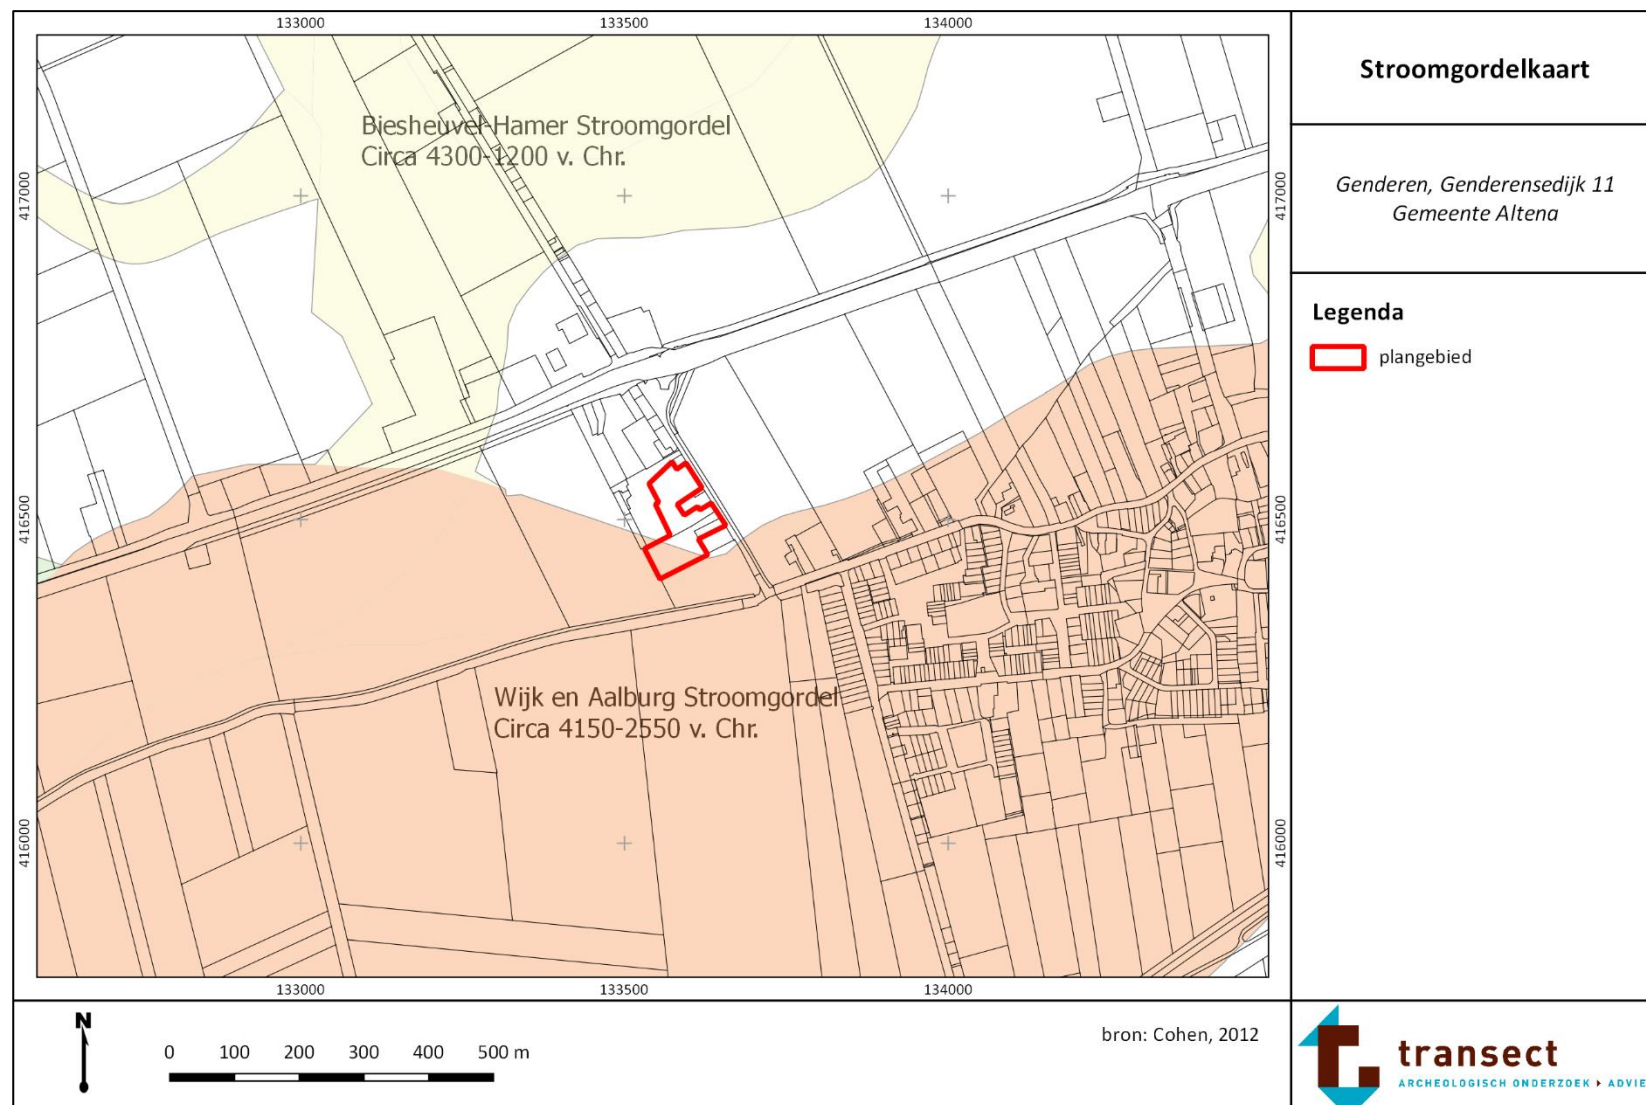 133000
133500
134000
417000
416500
416000
417000
416500
416000
Biesheuvel-Hamer Stroomgordel
Circa 4300-1200 v. Chr.
Wijk en Aalburg Stroomgordel
Circa 4150-2550 v. Chr.
133000
133500
134000
Stroomgordelkaart
Genderen, Genderensedijk 11
Gemeente Altena
Legenda
plangebied
N
0 100 200 300 400 500 m
bron: Cohen, 2012
transect
ARCHEOLOGISCH ONDERZOEK ADVIE